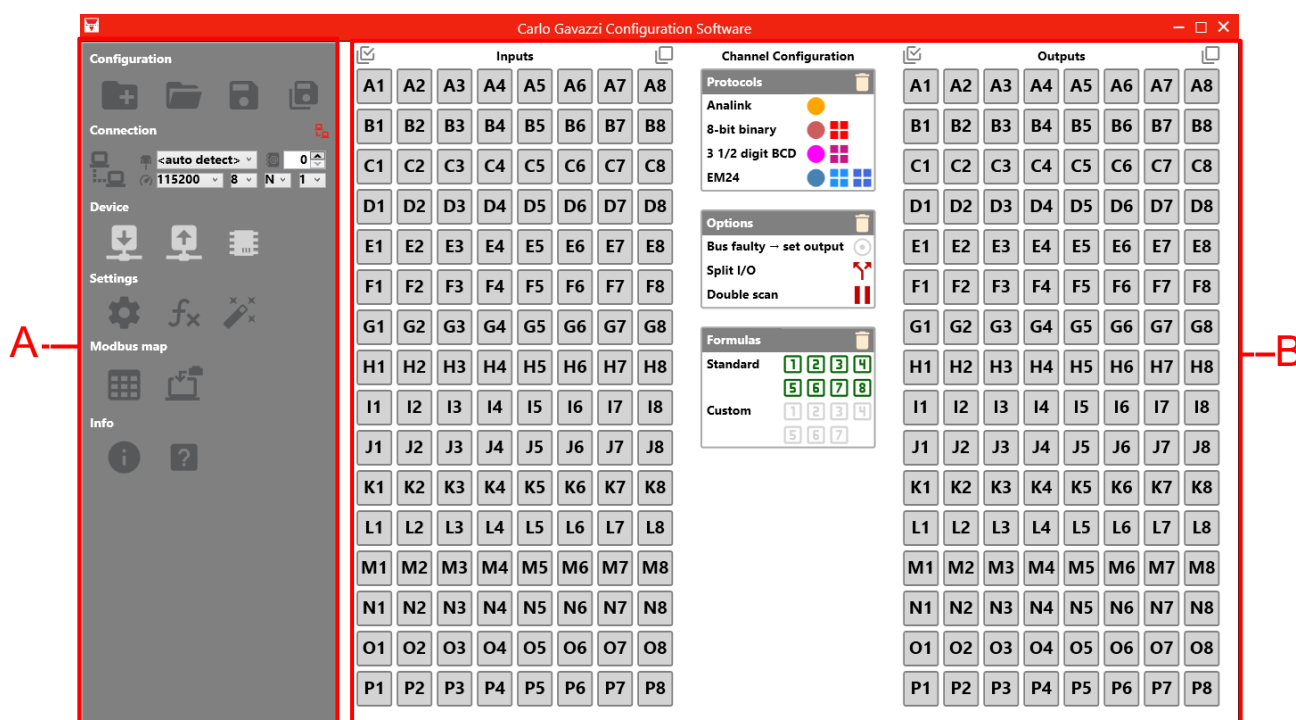 Carlo Gavazzi Configuration Software
Configuration
Connection
<auto detect> 0
115200 8 N 1
Device
Settings
fx
Modbus map
Info
i ?
A
Inputs
A1 A2 A3 A4 A5 A6 A7 A8
B1 B2 B3 B4 B5 B6 B7 B8
C1 C2 C3 C4 C5 C6 C7 C8
D1 D2 D3 D4 D5 D6 D7 D8
E1 E2 E3 E4 E5 E6 E7 E8
F1 F2 F3 F4 F5 F6 F7 F8
G1 G2 G3 G4 G5 G6 G7 G8
H1 H2 H3 H4 H5 H6 H7 H8
I1 I2 I3 I4 I5 I6 I7 I8
J1 J2 J3 J4 J5 J6 J7 J8
K1 K2 K3 K4 K5 K6 K7 K8
L1 L2 L3 L4 L5 L6 L7 L8
M1 M2 M3 M4 M5 M6 M7 M8
N1 N2 N3 N4 N5 N6 N7 N8
O1 O2 O3 O4 O5 O6 O7 O8
P1 P2 P3 P4 P5 P6 P7 P8
Channel Configuration
Protocols
Analink
8-bit binary
3 1/2 digit BCD
EM24
Options
Bus faulty → set output
Split I/O
Double scan
Formulas
Standard 1 2 3 4
5 6 7 8
Custom 1 2 3 4
5 6 7
Outputs
A1 A2 A3 A4 A5 A6 A7 A8
B1 B2 B3 B4 B5 B6 B7 B8
C1 C2 C3 C4 C5 C6 C7 C8
D1 D2 D3 D4 D5 D6 D7 D8
E1 E2 E3 E4 E5 E6 E7 E8
F1 F2 F3 F4 F5 F6 F7 F8
G1 G2 G3 G4 G5 G6 G7 G8
H1 H2 H3 H4 H5 H6 H7 H8
I1 I2 I3 I4 I5 I6 I7 I8
J1 J2 J3 J4 J5 J6 J7 J8
K1 K2 K3 K4 K5 K6 K7 K8
L1 L2 L3 L4 L5 L6 L7 L8
M1 M2 M3 M4 M5 M6 M7 M8
N1 N2 N3 N4 N5 N6 N7 N8
O1 O2 O3 O4 O5 O6 O7 O8
P1 P2 P3 P4 P5 P6 P7 P8
B